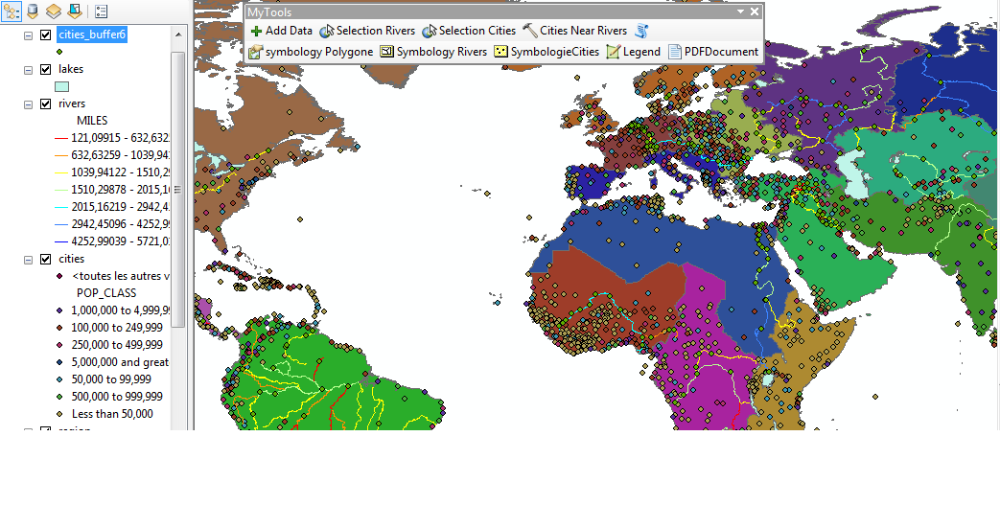 MyTools
Add Data Selection Rivers Selection Cities Cities Near Rivers
symbology Polygone Symbology Rivers SymbologieCities Legend PDFDocument
cities_buffer6
lakes
rivers
MILES
121,09915 - 632,632
632,63259 - 1039,94
1039,94122 - 1510,29
1510,29878 - 2015,1
2015,16219 - 2942,4
2942,45096 - 4252,9
4252,99039 - 5721,0
cities
<toutes les autres v
POP_CLASS
1,000,000 to 4,999,9
100,000 to 249,999
250,000 to 499,999
5,000,000 and great
50,000 to 99,999
500,000 to 999,999
Less than 50,000